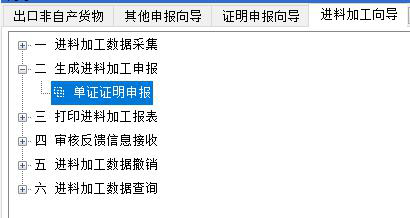 出口非自产货物 其他申报向导 证明申报向导 进料加工向导
一 进料加工数据采集
二 生成进料加工申报
单证证明申报
三 打印进料加工报表
四 审核反馈信息接收
五 进料加工数据撤销
六 进料加工数据查询